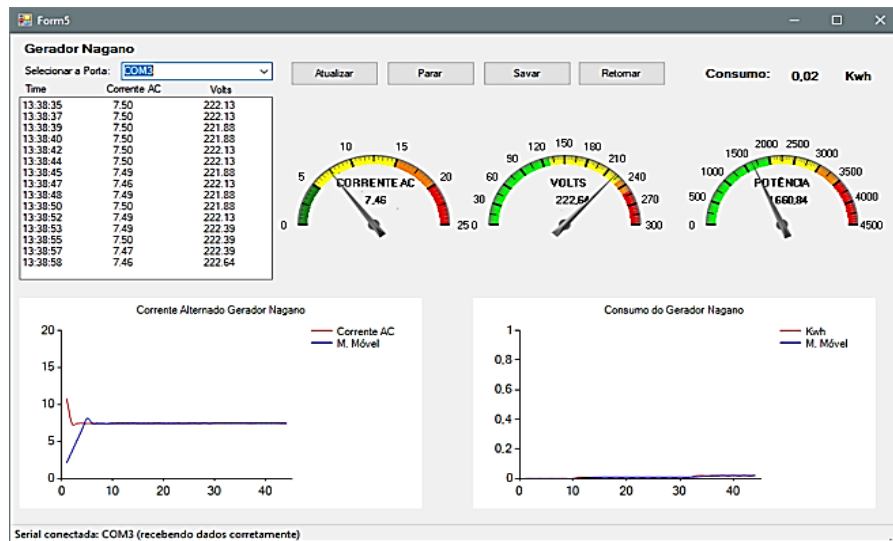 Form5
Gerador Nagano
Selecionar a Porta: COM3
Atualizar Parar Savar Retornar
Consumo: 0,02 Kwh
Time Corrente AC Volts
13:38:35 7.50 222.13
13:38:37 7.50 222.13
13:38:39 7.50 221.88
13:38:40 7.50 221.88
13:38:42 7.50 222.13
13:38:44 7.50 222.13
13:38:45 7.49 221.88
13:38:47 7.46 222.13
13:38:48 7.49 221.88
13:38:50 7.50 221.88
13:38:52 7.49 222.13
13:38:53 7.49 222.39
13:38:55 7.50 222.39
13:38:57 7.47 222.39
13:38:58 7.46 222.64
0 5 10 15 20 25
CORRENTE AC
7,46
0 30 60 90 120 150 180 210 240 270 300
VOLTS
222,64
0 500 1000 1500 2000 2500 3000 3500 4000 4500
POTÊNCIA
1660,84
Corrente Alternado Gerador Nagano
Corrente AC
M. Móvel
20
15
10
5
0
0 10 20 30 40
Consumo do Gerador Nagano
Kwh
M. Móvel
1
0,8
0,6
0,4
0,2
0
0 10 20 30 40
Serial conectada: COM3 (recebendo dados corretamente)